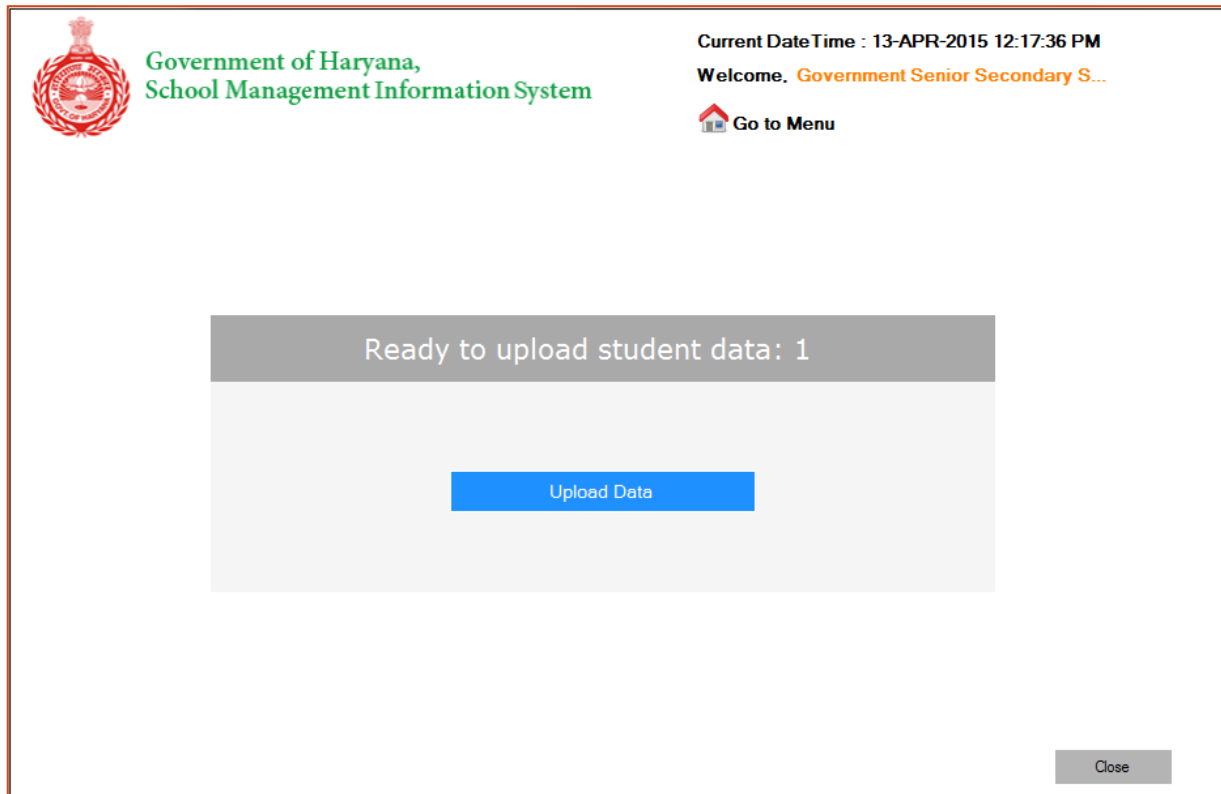 Government of Haryana,
School Management Information System
Current DateTime : 13-APR-2015 12:17:36 PM
Welcome, Government Senior Secondary S...
Go to Menu
Ready to upload student data: 1
Upload Data
Close